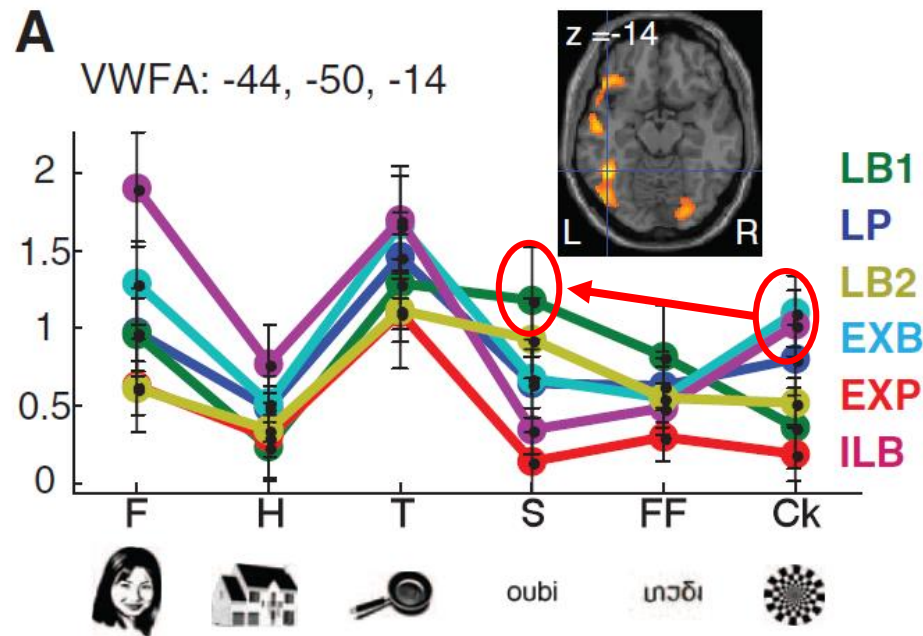 A
VWFA: -44, -50, -14
z =-14
L
R
2
1.5
1
0.5
0
F
H
T
S
FF
Ck
LB1
LP
LB2
EXB
EXP
ILB
oubi